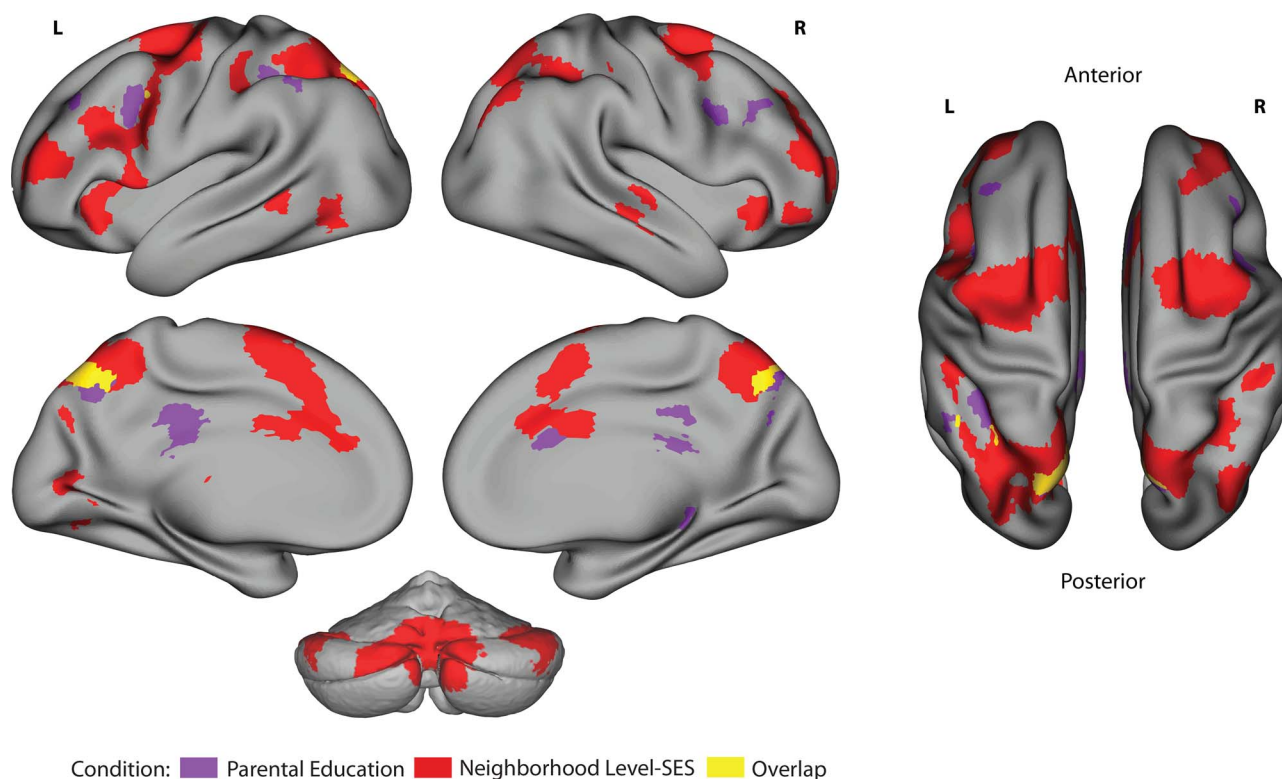 L
R
Anterior
L
R
Posterior
Condition: Parental Education Neighborhood Level-SES Overlap